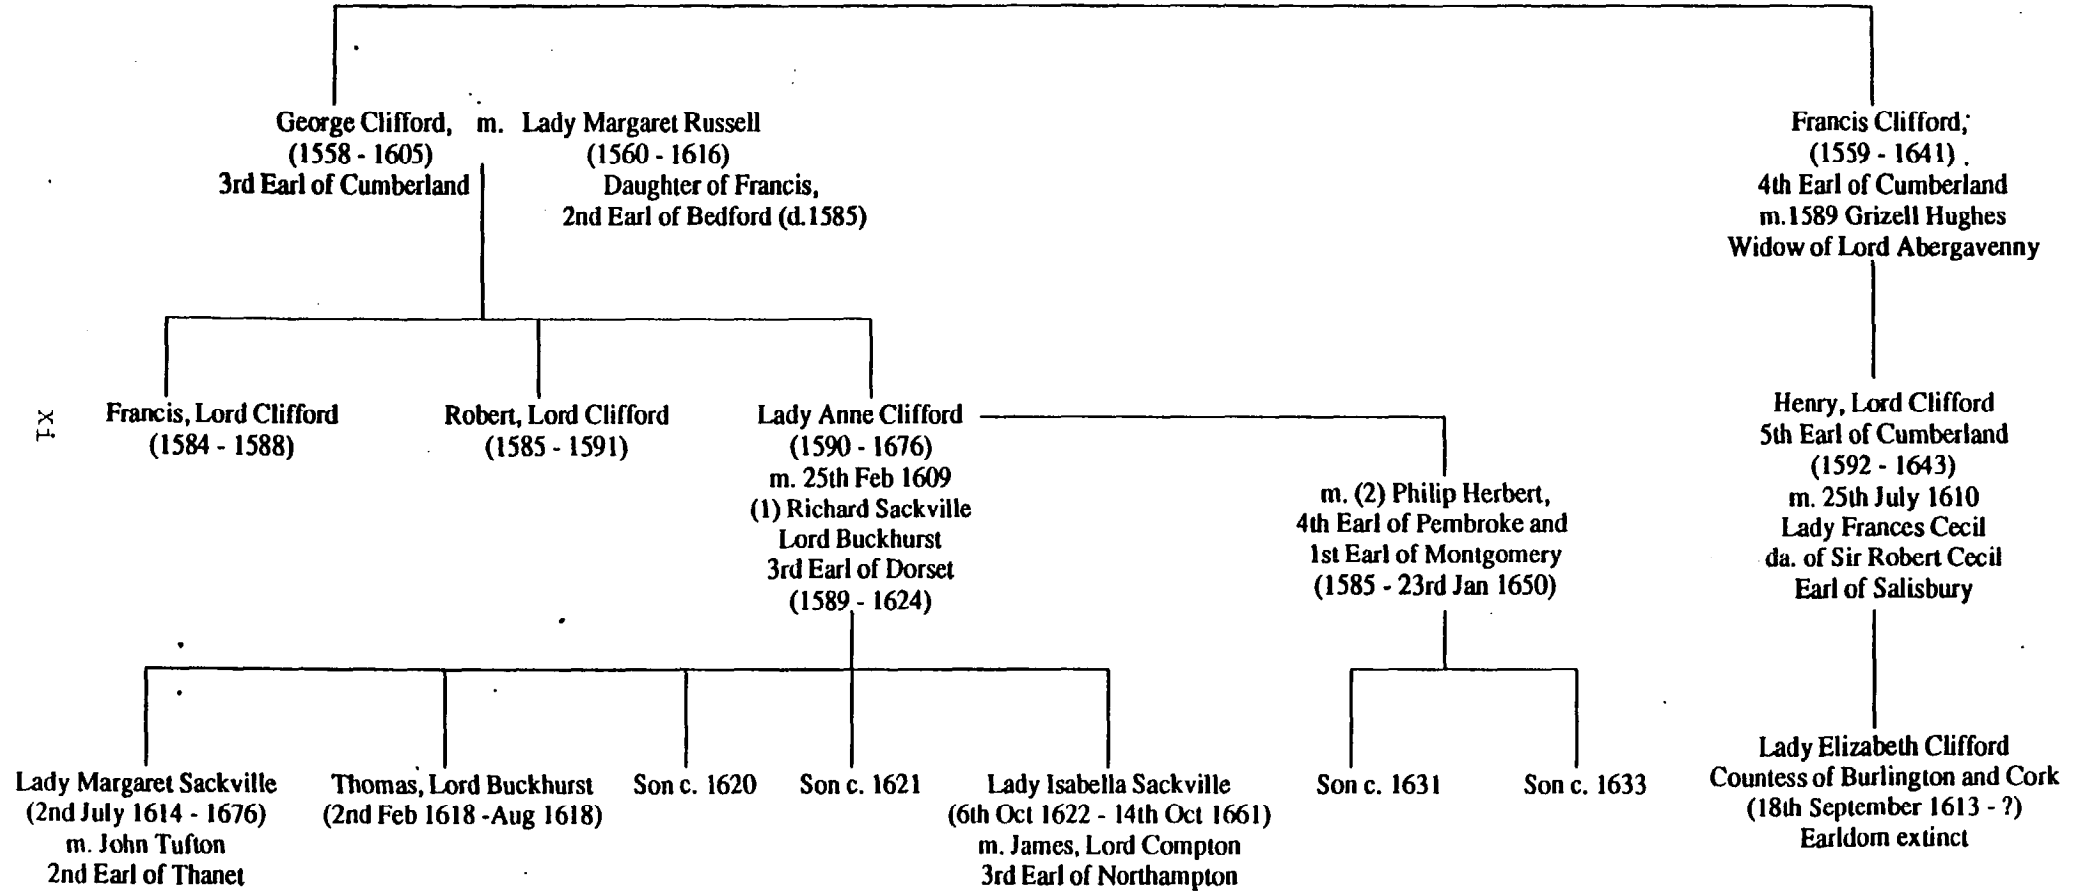 George Clifford, m. Lady Margaret Russell
(1558 - 1605) (1560 - 1616)
3rd Earl of Cumberland Daughter of Francis,
2nd Earl of Bedford (d.1585)
Francis Clifford,
(1559 - 1641)
4th Earl of Cumberland
m.1589 Grizell Hughes
Widow of Lord Abergavenny
xi
Francis, Lord Clifford
(1584 - 1588)
Robert, Lord Clifford
(1585 - 1591)
Lady Anne Clifford
(1590 - 1676)
m. 25th Feb 1609
(1) Richard Sackville
Lord Buckhurst
3rd Earl of Dorset
(1589 - 1624)
m. (2) Philip Herbert,
4th Earl of Pembroke and
1st Earl of Montgomery
(1585 - 23rd Jan 1650)
Henry, Lord Clifford
5th Earl of Cumberland
(1592 - 1643)
m. 25th July 1610
Lady Frances Cecil
da. of Sir Robert Cecil
Earl of Salisbury
Lady Margaret Sackville
(2nd July 1614 - 1676)
m. John Tufton
2nd Earl of Thanet
Thomas, Lord Buckhurst
(2nd Feb 1618 -Aug 1618)
Son c. 1620
Son c. 1621
Lady Isabella Sackville
(6th Oct 1622 - 14th Oct 1661)
m. James, Lord Compton
3rd Earl of Northampton
Son c. 1631
Son c. 1633
Lady Elizabeth Clifford
Countess of Burlington and Cork
(18th September 1613 - ?)
Earldom extinct